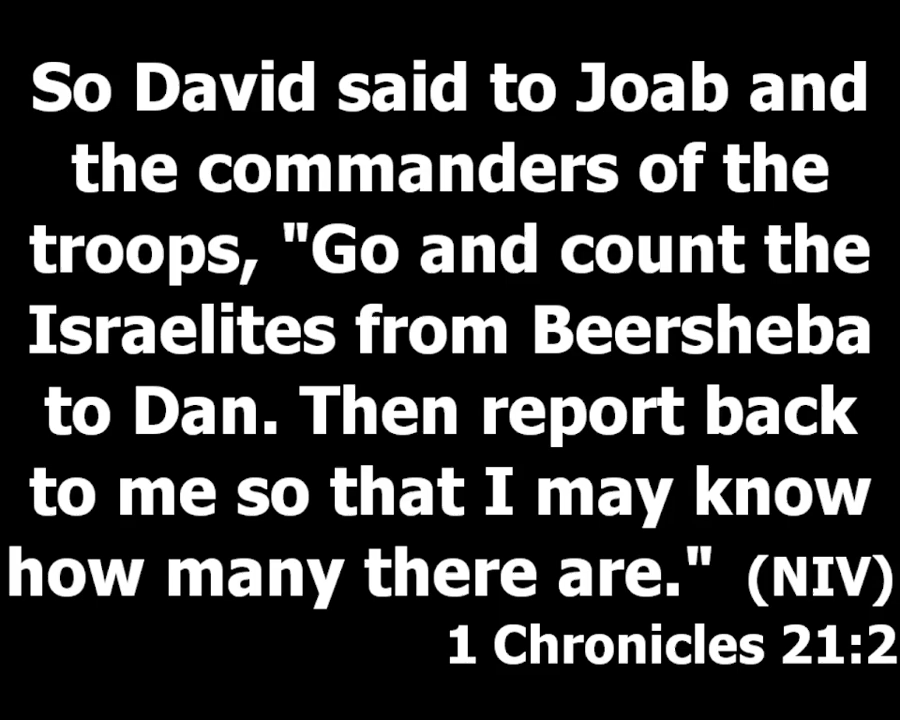 So David said to Joab and
the commanders of the
troops, "Go and count the
Israelites from Beersheba
to Dan. Then report back
to me so that I may know
how many there are." (NIV)
1 Chronicles 21:2